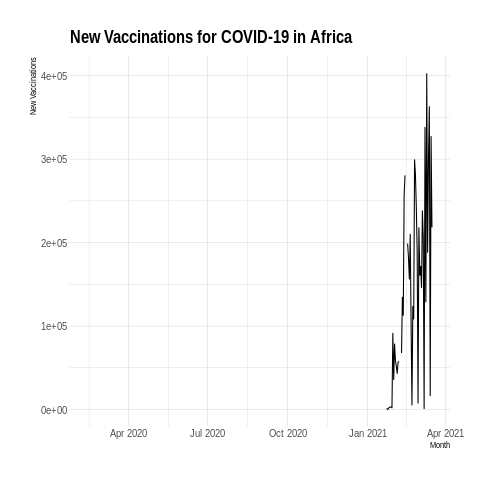 New Vaccinations for COVID-19 in Africa
New Vaccinations
4e+05
3e+05
2e+05
1e+05
0e+00
Apr 2020 Jul 2020 Oct 2020 Jan 2021 Apr 2021
Month